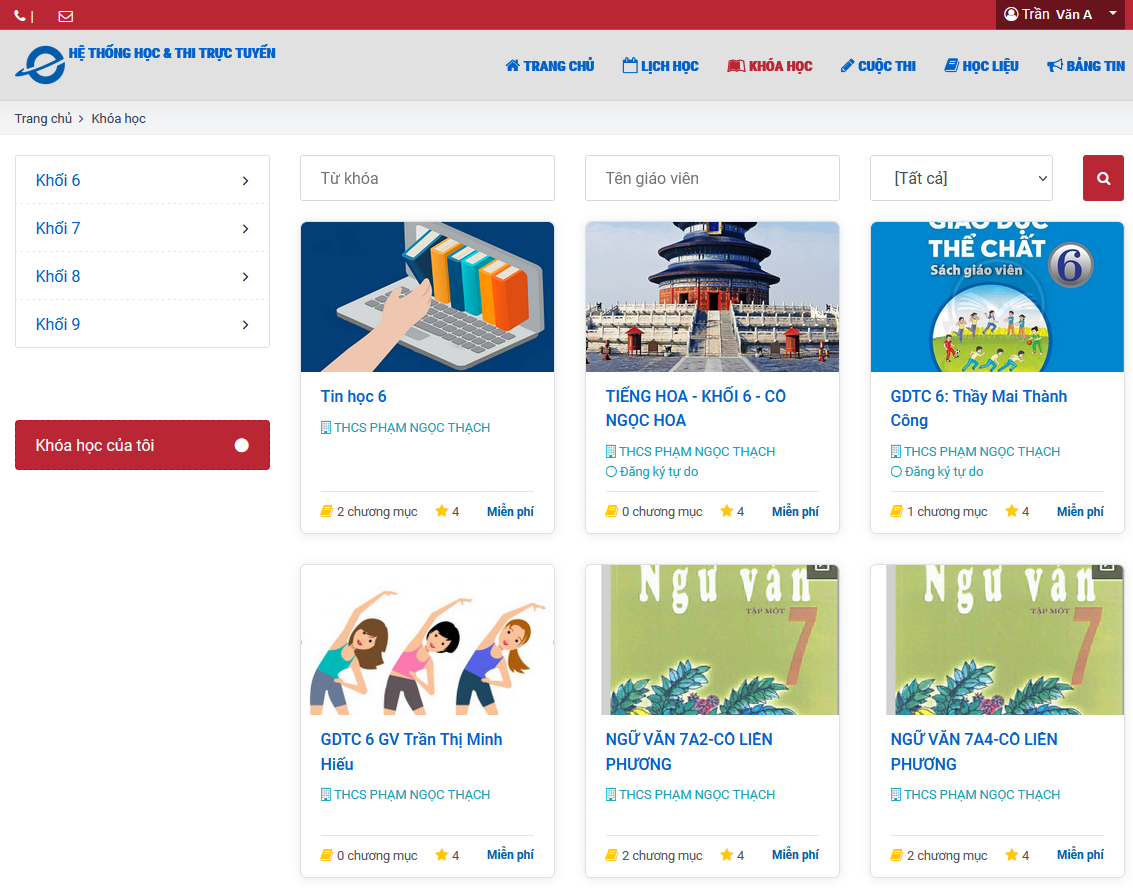 |
Trần Văn A
HỆ THỐNG HỌC & THI TRỰC TUYẾN
TRANG CHỦ LỊCH HỌC KHÓA HỌC CUỘC THI HỌC LIỆU BẢNG TIN
Trang chủ > Khóa học
Khối 6
Khối 7
Khối 8
Khối 9
Khóa học của tôi
Từ khóa
Tên giáo viên
[Tất cả]
Tin học 6
THCS PHẠM NGỌC THẠCH
2 chương mục 4 Miễn phí
TIẾNG HOA - KHỐI 6 - CÔ
NGỌC HOA
THCS PHẠM NGỌC THẠCH
Đăng ký tự do
0 chương mục 4 Miễn phí
GIÁO DỤC
THỂ CHẤT
Sách giáo viên
6
GDTC 6: Thầy Mai Thành
Công
THCS PHẠM NGỌC THẠCH
Đăng ký tự do
1 chương mục 4 Miễn phí
GDTC 6 GV Trần Thị Minh
Hiếu
THCS PHẠM NGỌC THẠCH
0 chương mục 4 Miễn phí
Ngữ văn
TẬP MỘT
7
NGỮ VĂN 7A2-CÔ LIÊN
PHƯƠNG
THCS PHẠM NGỌC THẠCH
2 chương mục 4 Miễn phí
Ngữ văn
TẬP MỘT
7
NGỮ VĂN 7A4-CÔ LIÊN
PHƯƠNG
THCS PHẠM NGỌC THẠCH
2 chương mục 4 Miễn phí